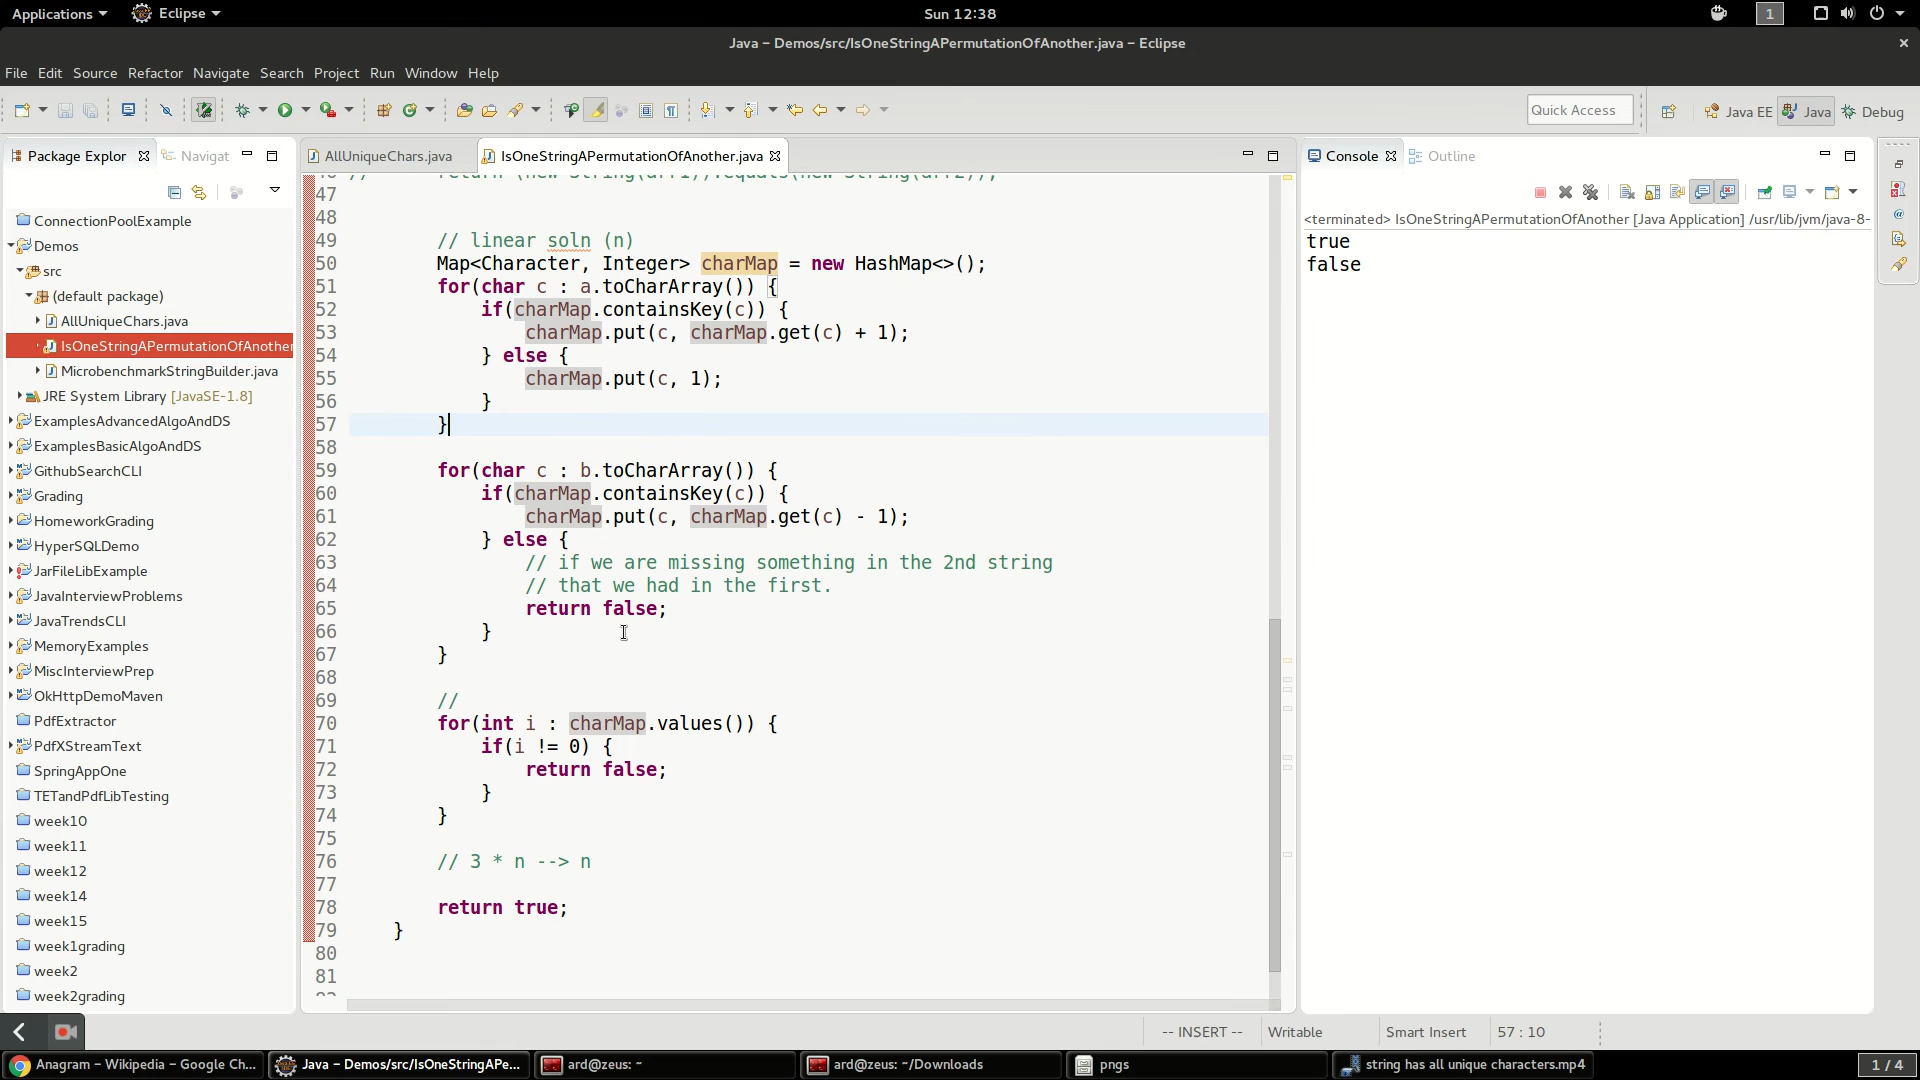 Applications
Eclipse
Sun 12:38
1
Java – Demos/src/IsOneStringAPermutationOfAnother.java – Eclipse
File Edit Source Refactor Navigate Search Project Run Window Help
Quick Access
Java EE
Java
Debug
Package Explor
Navigat
AllUniqueChars.java
IsOneStringAPermutationOfAnother.java
Console
Outline
ConnectionPoolExample
Demos
src
(default package)
AllUniqueChars.java
IsOneStringAPermutationOfAnother
MicrobenchmarkStringBuilder.java
JRE System Library [JavaSE-1.8]
ExamplesAdvancedAlgoAndDS
ExamplesBasicAlgoAndDS
GithubSearchCLI
Grading
HomeworkGrading
HyperSQLDemo
JarFileLibExample
JavaInterviewProblems
JavaTrendsCLI
MemoryExamples
MiscInterviewPrep
OkHttpDemoMaven
PdfExtractor
PdfXStreamText
SpringAppOne
TETandPdfLibTesting
week10
week11
week12
week14
week15
week1grading
week2
week2grading
46 // return (new String(arr1)).equals(new String(arr2));
47
48
49 // linear soln (n)
50 Map<Character, Integer> charMap = new HashMap<>();
51 for(char c : a.toCharArray()) {
52 if(charMap.containsKey(c)) {
53 charMap.put(c, charMap.get(c) + 1);
54 } else {
55 charMap.put(c, 1);
56 }
57 }
58
59 for(char c : b.toCharArray()) {
60 if(charMap.containsKey(c)) {
61 charMap.put(c, charMap.get(c) - 1);
62 } else {
63 // if we are missing something in the 2nd string
64 // that we had in the first.
65 return false;
66 }
67 }
68
69 //
70 for(int i : charMap.values()) {
71 if(i != 0) {
72 return false;
73 }
74 }
75
76 // 3 * n --> n
77
78 return true;
79 }
80
81
<terminated> IsOneStringAPermutationOfAnother [Java Application] /usr/lib/jvm/java-8-
true
false
-- INSERT --
Writable
Smart Insert
57 : 10
Anagram – Wikipedia – Google Ch...
Java – Demos/src/IsOneStringAPe...
ard@zeus: ~
ard@zeus: ~/Downloads
pngs
string has all unique characters.mp4
1 / 4